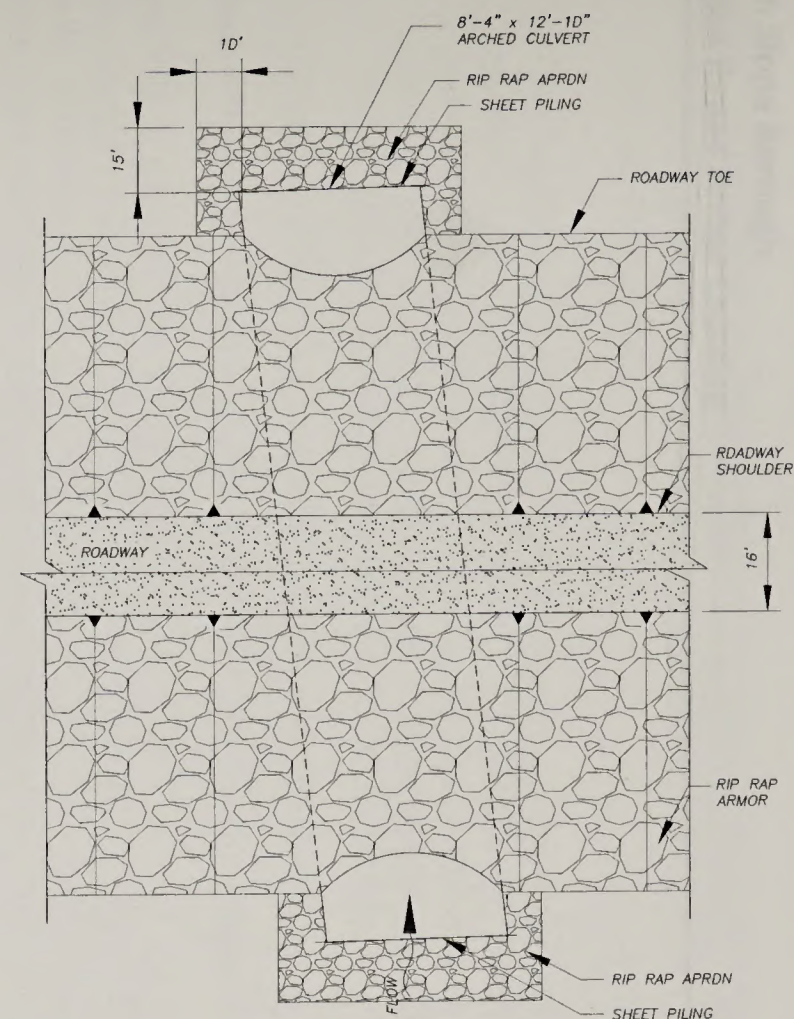 8'-4" x 12'-1D"
ARCHED CULVERT
1D'
RIP RAP APRDN
SHEET PILING
15'
ROADWAY TOE
RDADWAY
SHOULDER
ROADWAY
16'
RIP RAP
ARMOR
FLOW
RIP RAP APRDN
SHEET PILING